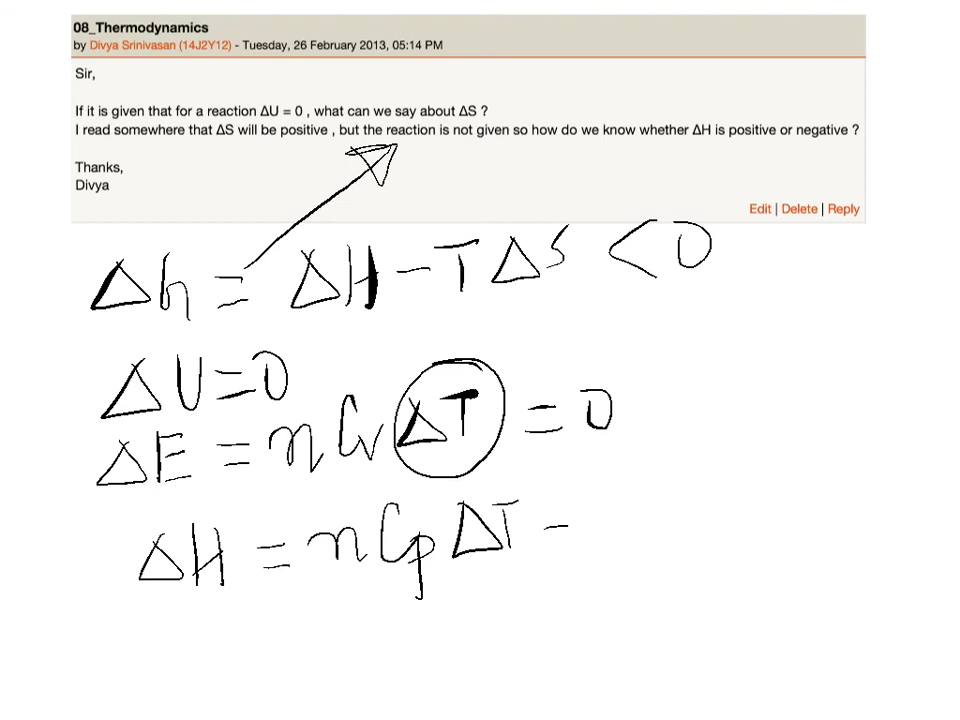 08_Thermodynamics
by Divya Srinivasan (14J2Y12) - Tuesday, 26 February 2013, 05:14 PM
Sir,
If it is given that for a reaction ΔU = 0 , what can we say about ΔS ?
I read somewhere that ΔS will be positive , but the reaction is not given so how do we know whether ΔH is positive or negative ?
Thanks,
Divya
Edit | Delete | Reply
ΔG = ΔH - TΔS < 0
ΔU = 0
ΔE = nCvΔT = 0
ΔH = nCpΔT -